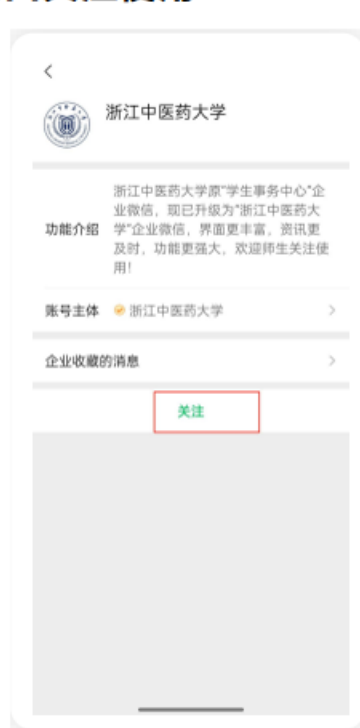 浙江中医药大学
浙江中医药大学原"学生事务中心"企
业微信，现已升级为"浙江中医药大
功能介绍 学"企业微信，界面更丰富，资讯更
及时，功能更强大，欢迎师生关注使
用！
账号主体 浙江中医药大学
企业收藏的消息
关注